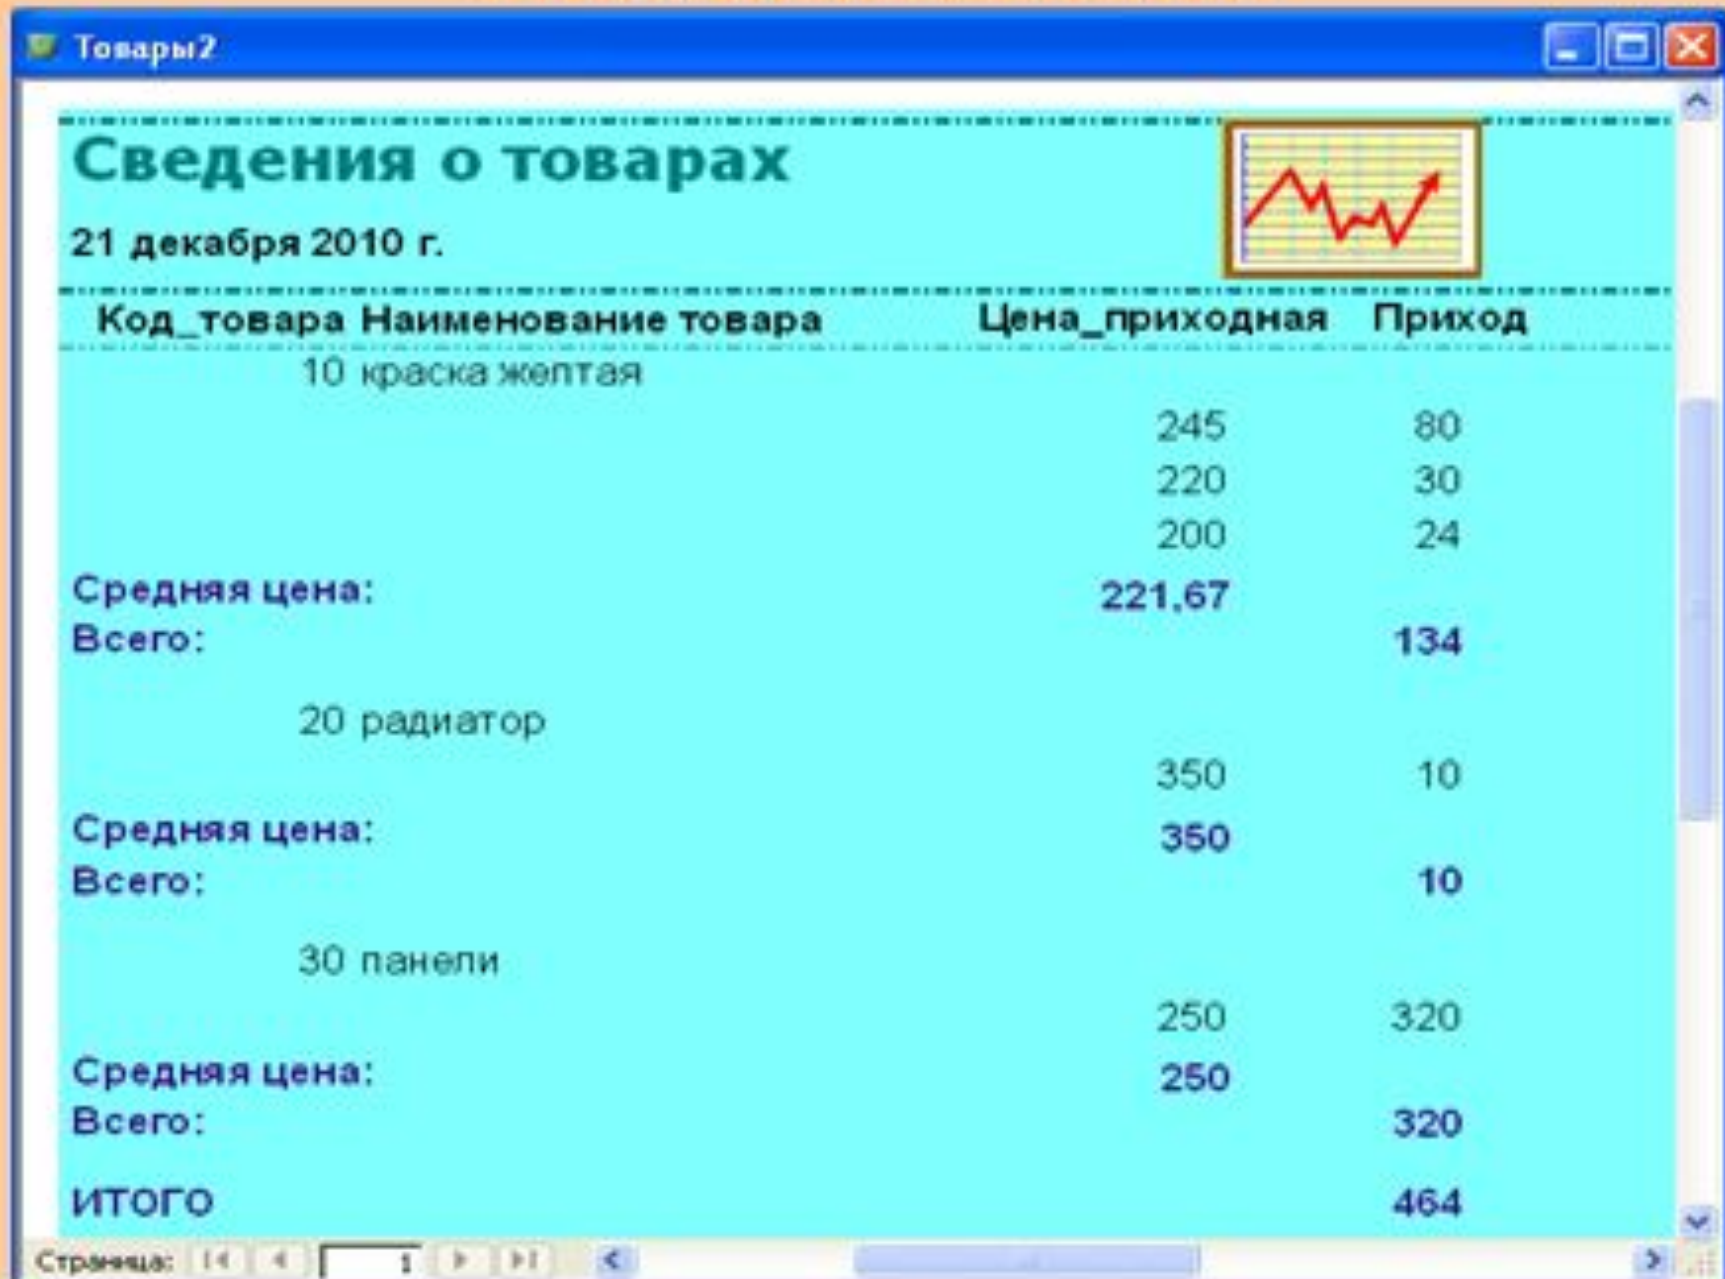 Товары2
Сведения о товарах
21 декабря 2010 г.
Код_товара Наименование товара Цена_приходная Приход
10 краска желтая
245 80
220 30
200 24
Средняя цена: 221,67
Всего: 134
20 радиатор
350 10
Средняя цена: 350
Всего: 10
30 панели
250 320
Средняя цена: 250
Всего: 320
ИТОГО 464
Страница: 1